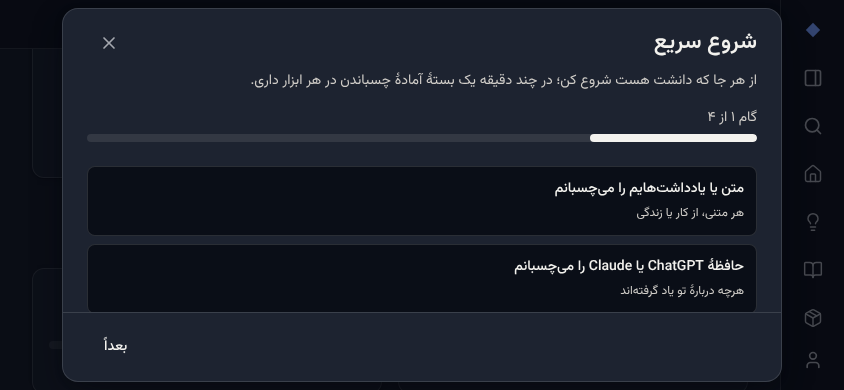 شروع سریع
از هر جا که دانشت هست شروع کن؛ در چند دقیقه یک بستهٔ آمادهٔ چسباندن در هر ابزار داری.
گام ۱ از ۴
متن یا یادداشت‌هایم را می‌چسبانم
هر متنی، از کار یا زندگی
حافظهٔ ChatGPT یا Claude را می‌چسبانم
هرچه دربارهٔ تو یاد گرفته‌اند
بعداً